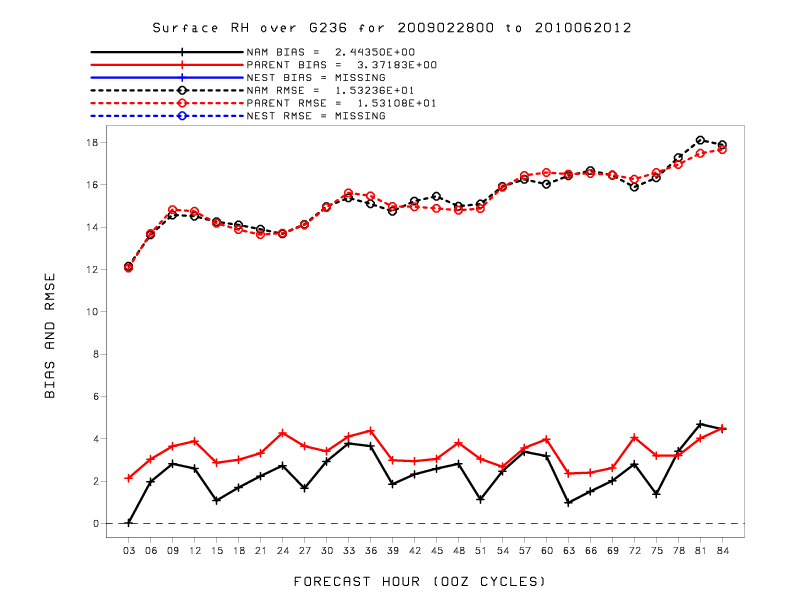 Surface RH over G236 for 2009022800 to 2010062012
NAM BIAS = 2.44350E+00
PARENT BIAS = 3.37183E+00
NEST BIAS = MISSING
NAM RMSE = 1.53236E+01
PARENT RMSE = 1.53108E+01
NEST RMSE = MISSING
BIAS AND RMSE
18
16
14
12
10
8
6
4
2
0
03 06 09 12 15 18 21 24 27 30 33 36 39 42 45 48 51 54 57 60 63 66 69 72 75 78 81 84
FORECAST HOUR (00Z CYCLES)